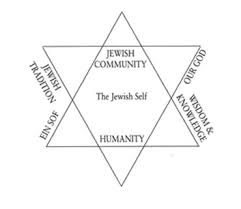 JEWISH
COMMUNITY
JEWISH
TRADITION
OUR GOD
The Jewish Self
EIN SOF
WISDOM &
KNOWLEDGE
HUMANITY